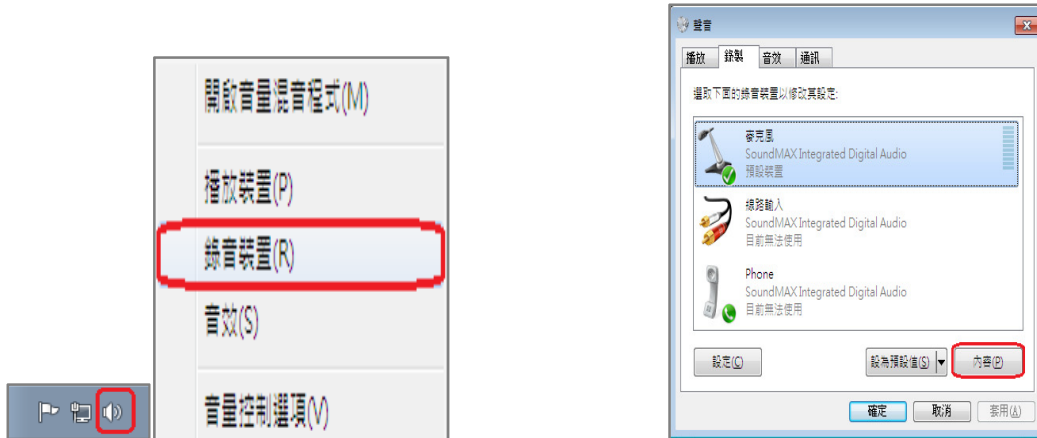 開啟音量混音程式(M)
播放裝置(P)
錄音裝置(R)
音效(S)
音量控制選項(V)
聲音
播放 錄製 音效 通訊
選取下面的錄音裝置以修改其設定:
麥克風
SoundMAX Integrated Digital Audio
預設裝置
線路輸入
SoundMAX Integrated Digital Audio
目前無法使用
Phone
SoundMAX Integrated Digital Audio
目前無法使用
設定(C) 設為預設值(S) 內容(P)
確定 取消 套用(A)